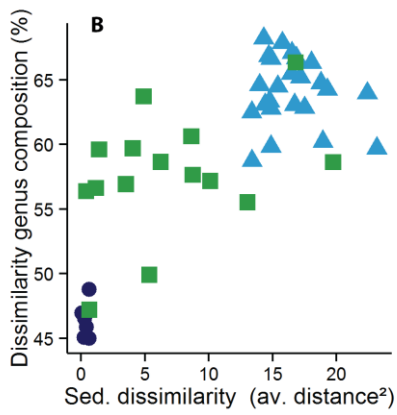 B
Dissimilarity genus composition (%)
65
60
55
50
45
0 5 10 15 20
Sed. dissimilarity (av. distance²)